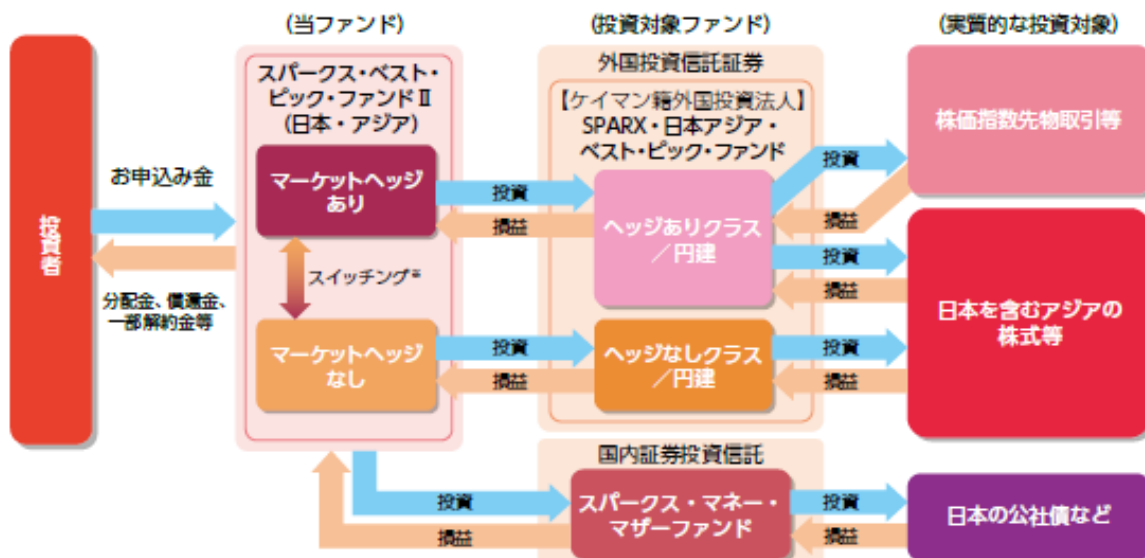 (当ファンド)
(投資対象ファンド)
(実質的な投資対象)
投資者
お申込み金
分配金、償還金、
一部解約金等
スパークス・ベスト・
ピック・ファンドⅡ
(日本・アジア)
マーケットヘッジ
あり
スイッチング※
マーケットヘッジ
なし
投資
損益
投資
損益
外国投資信託証券
【ケイマン籍外国投資法人】
SPARX・日本アジア・
ベスト・ピック・ファンド
ヘッジありクラス
/円建
ヘッジなしクラス
/円建
投資
損益
投資
損益
投資
損益
株価指数先物取引等
日本を含むアジアの
株式等
投資
損益
国内証券投資信託
スパークス・マネー・
マザーファンド
投資
損益
日本の公社債など